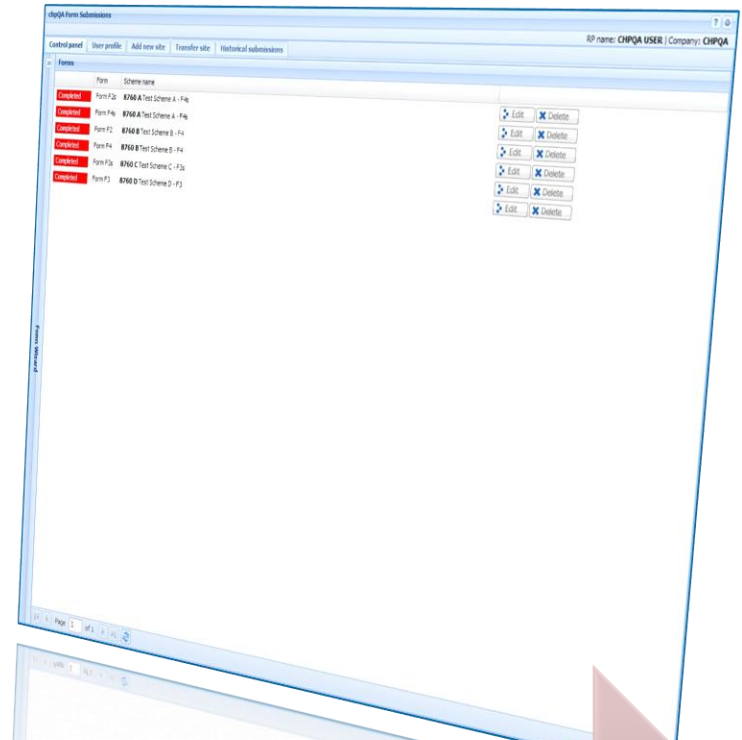 chpQA Form Submissions
RP name: CHPQA USER | Company: CHPQA
Control panel User profile Add new site Transfer site Historical submissions
Forms
Form Scheme name
Completed Form F2s 8760 A Test Scheme A - F4s Edit Delete
Completed Form F4s 8760 A Test Scheme A - F4s Edit Delete
Completed Form F2 8760 B Test Scheme B - F4 Edit Delete
Completed Form F4 8760 B Test Scheme B - F4 Edit Delete
Completed Form F3s 8760 C Test Scheme C - F3s Edit Delete
Completed Form F3 8760 D Test Scheme D - F3 Edit Delete
Forms Wizard
Page 1 of 1